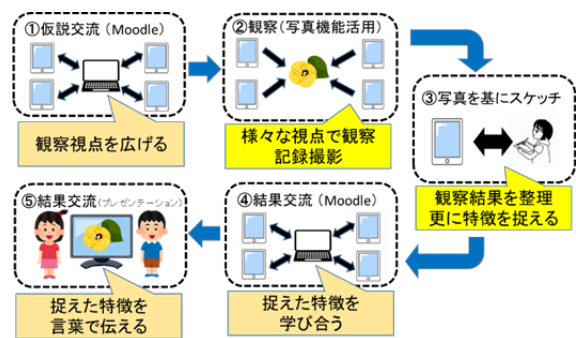 ①仮説交流（Moodle）
観察視点を広げる
②観察（写真機能活用）
様々な視点で観察
記録撮影
③写真を基にスケッチ
観察結果を整理
更に特徴を捉える
④結果交流（Moodle）
捉えた特徴を
学び合う
⑤結果交流（プレゼンテーション）
捉えた特徴を
言葉で伝える